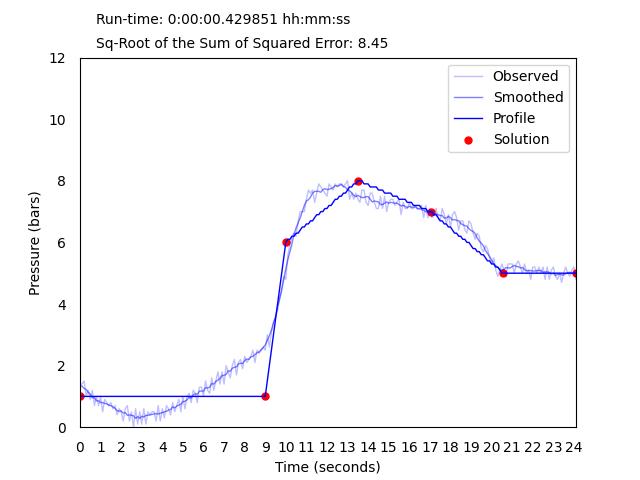 Run-time: 0:00:00.429851 hh:mm:ss
Sq-Root of the Sum of Squared Error: 8.45
12
10
8
6
4
2
0
Pressure (bars)
Observed
Smoothed
Profile
Solution
0 1 2 3 4 5 6 7 8 9 10 11 12 13 14 15 16 17 18 19 20 21 22 23 24
Time (seconds)